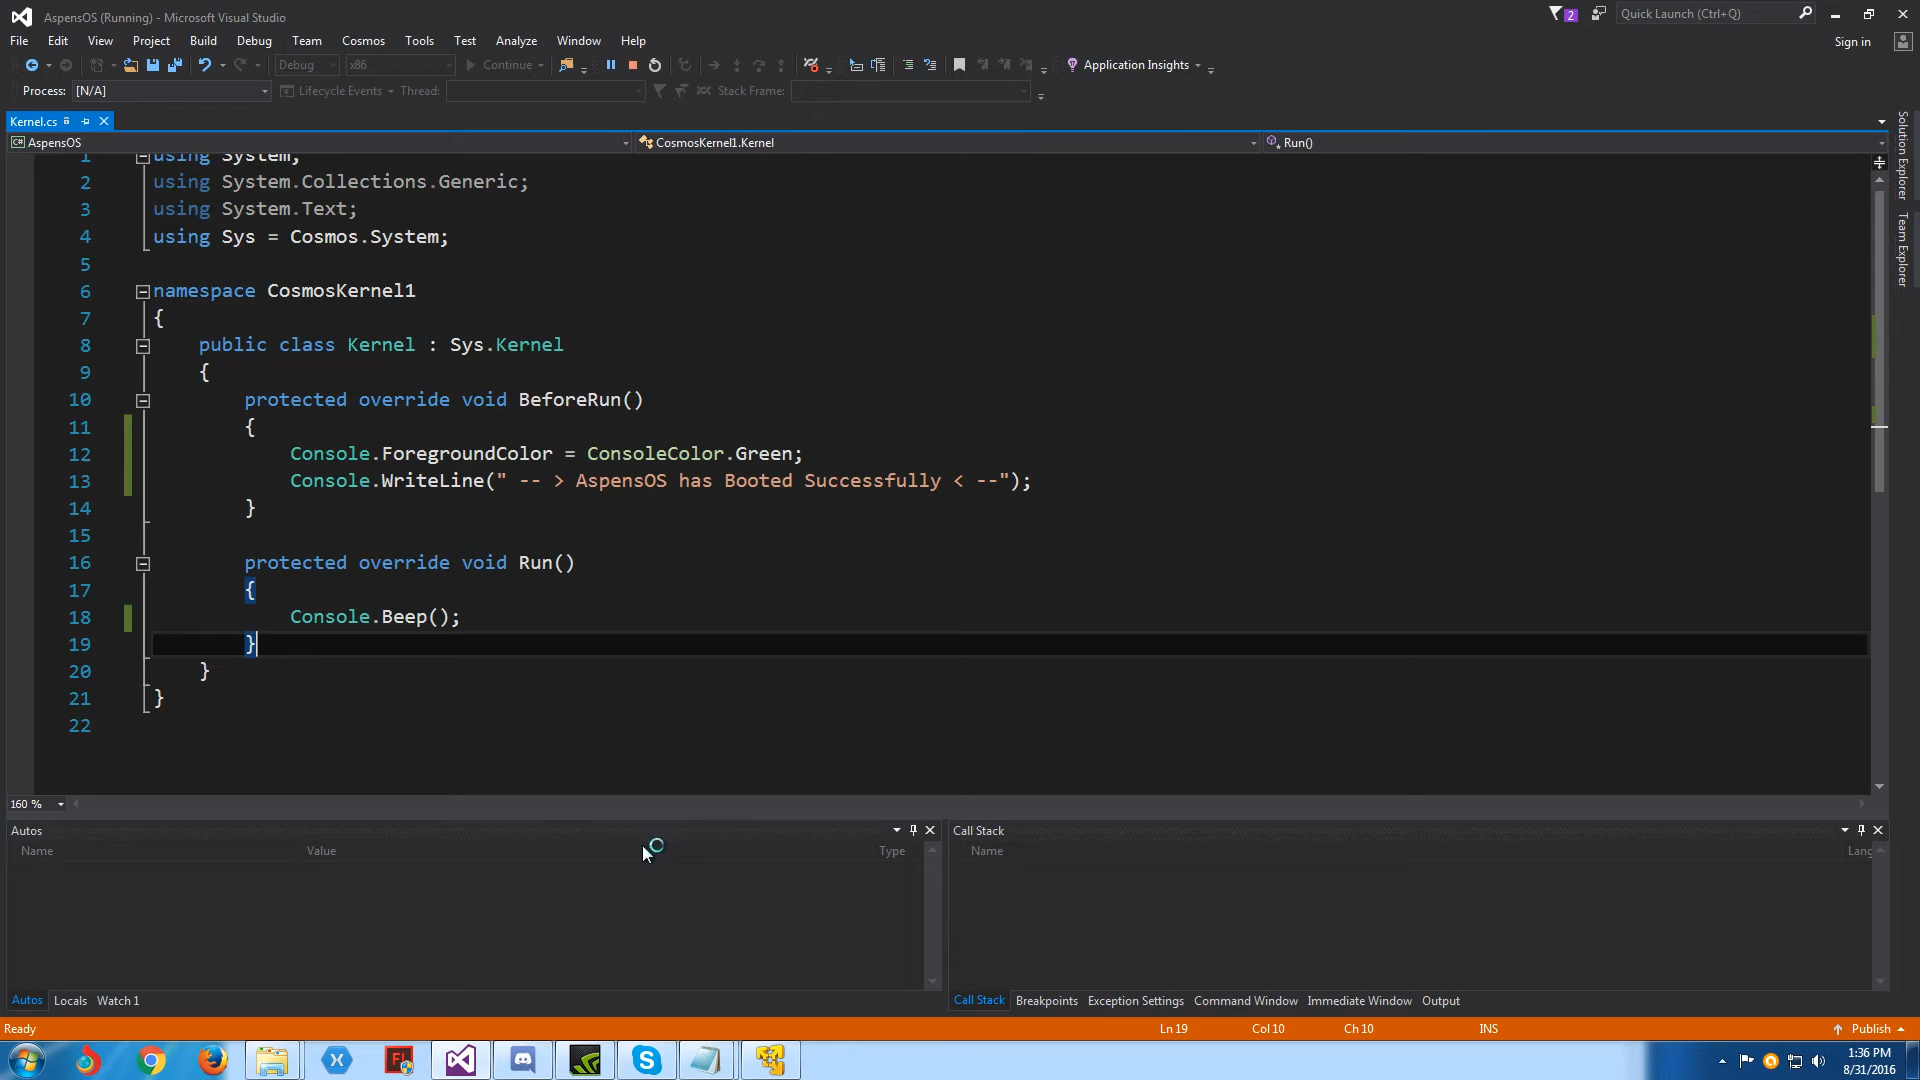 AspensOS (Running) - Microsoft Visual Studio
2
Quick Launch (Ctrl+Q)
File Edit View Project Build Debug Team Cosmos Tools Test Analyze Window Help
Sign in
Debug x86 Continue Application Insights
Process: [N/A] Lifecycle Events Thread: Stack Frame:
Kernel.cs
AspensOS CosmosKernel1.Kernel Run()
Solution Explorer
Team Explorer
1 using System;
2 using System.Collections.Generic;
3 using System.Text;
4 using Sys = Cosmos.System;
5
6 namespace CosmosKernel1
7 {
8 public class Kernel : Sys.Kernel
9 {
10 protected override void BeforeRun()
11 {
12 Console.ForegroundColor = ConsoleColor.Green;
13 Console.WriteLine(" -- > AspensOS has Booted Successfully < --");
14 }
15
16 protected override void Run()
17 {
18 Console.Beep();
19 }
20 }
21 }
22
160 %
Autos
Name Value Type
Call Stack
Name Lang
Autos Locals Watch 1
Call Stack Breakpoints Exception Settings Command Window Immediate Window Output
Ready Ln 19 Col 10 Ch 10 INS Publish
1:36 PM
8/31/2016